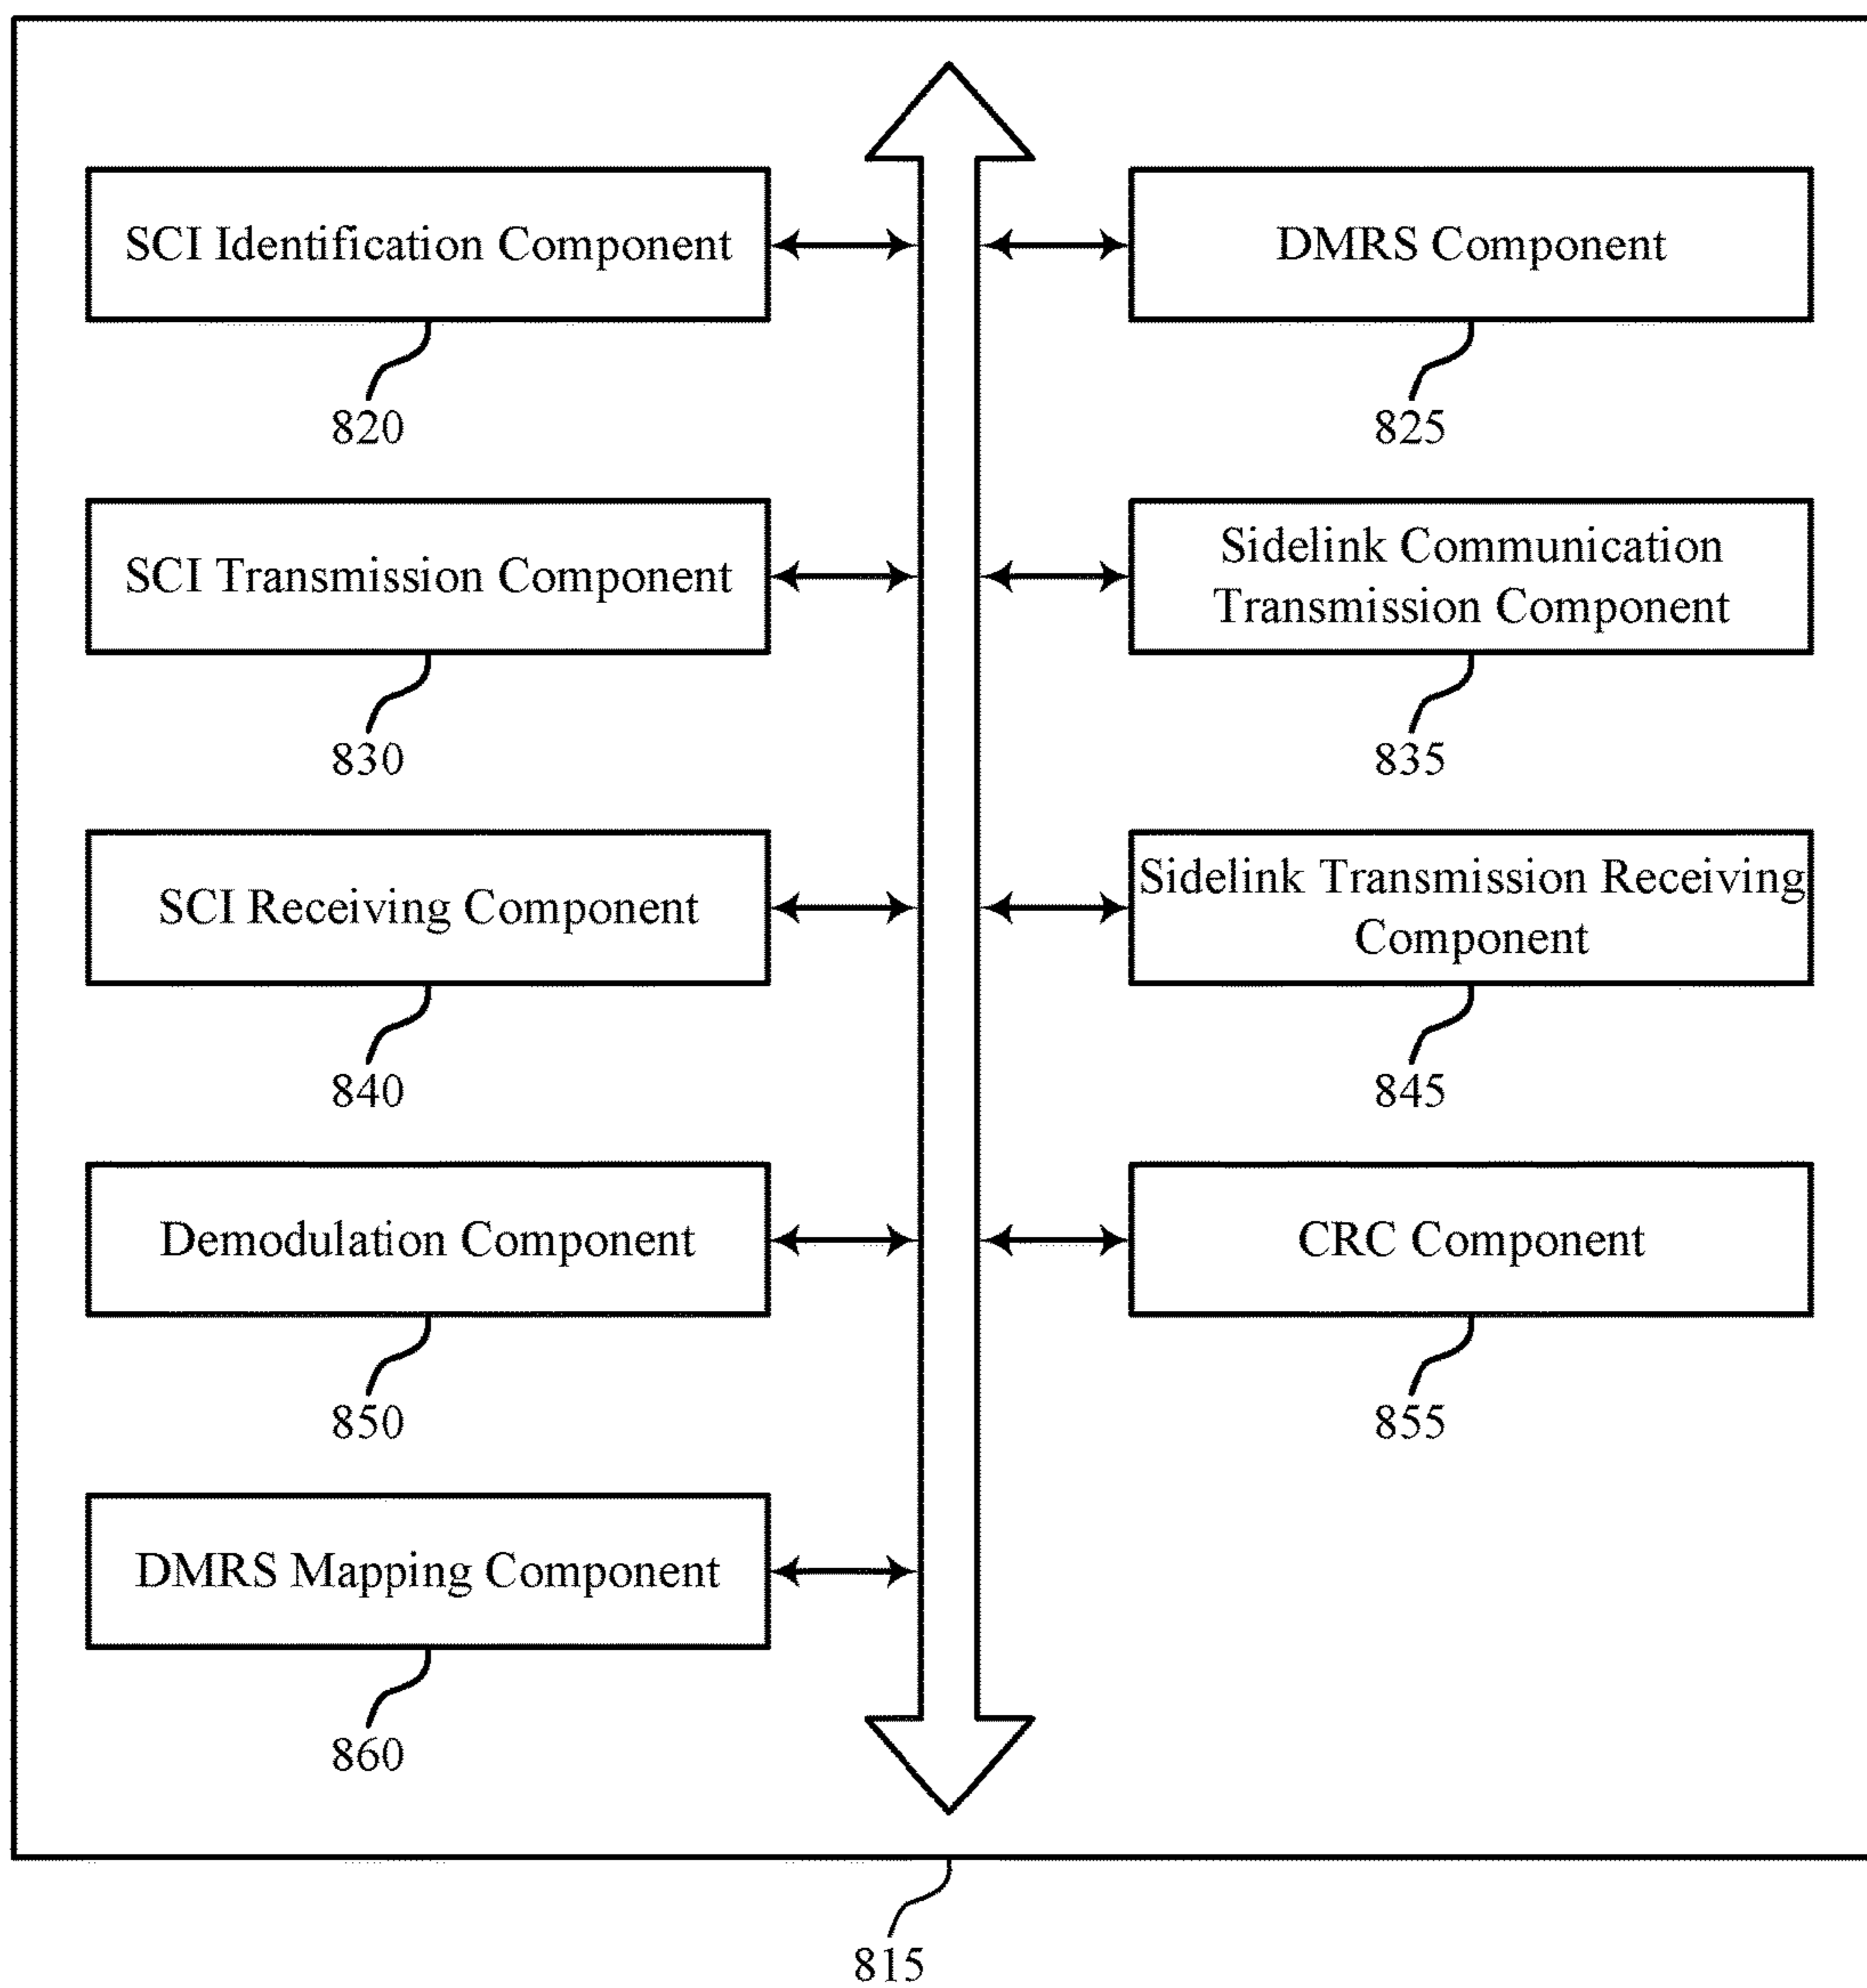 SCI Identification Component
820
DMRS Component
825
SCI Transmission Component
830
Sidelink Communication
Transmission Component
835
SCI Receiving Component
840
Sidelink Transmission Receiving
Component
845
Demodulation Component
850
CRC Component
855
DMRS Mapping Component
860
815